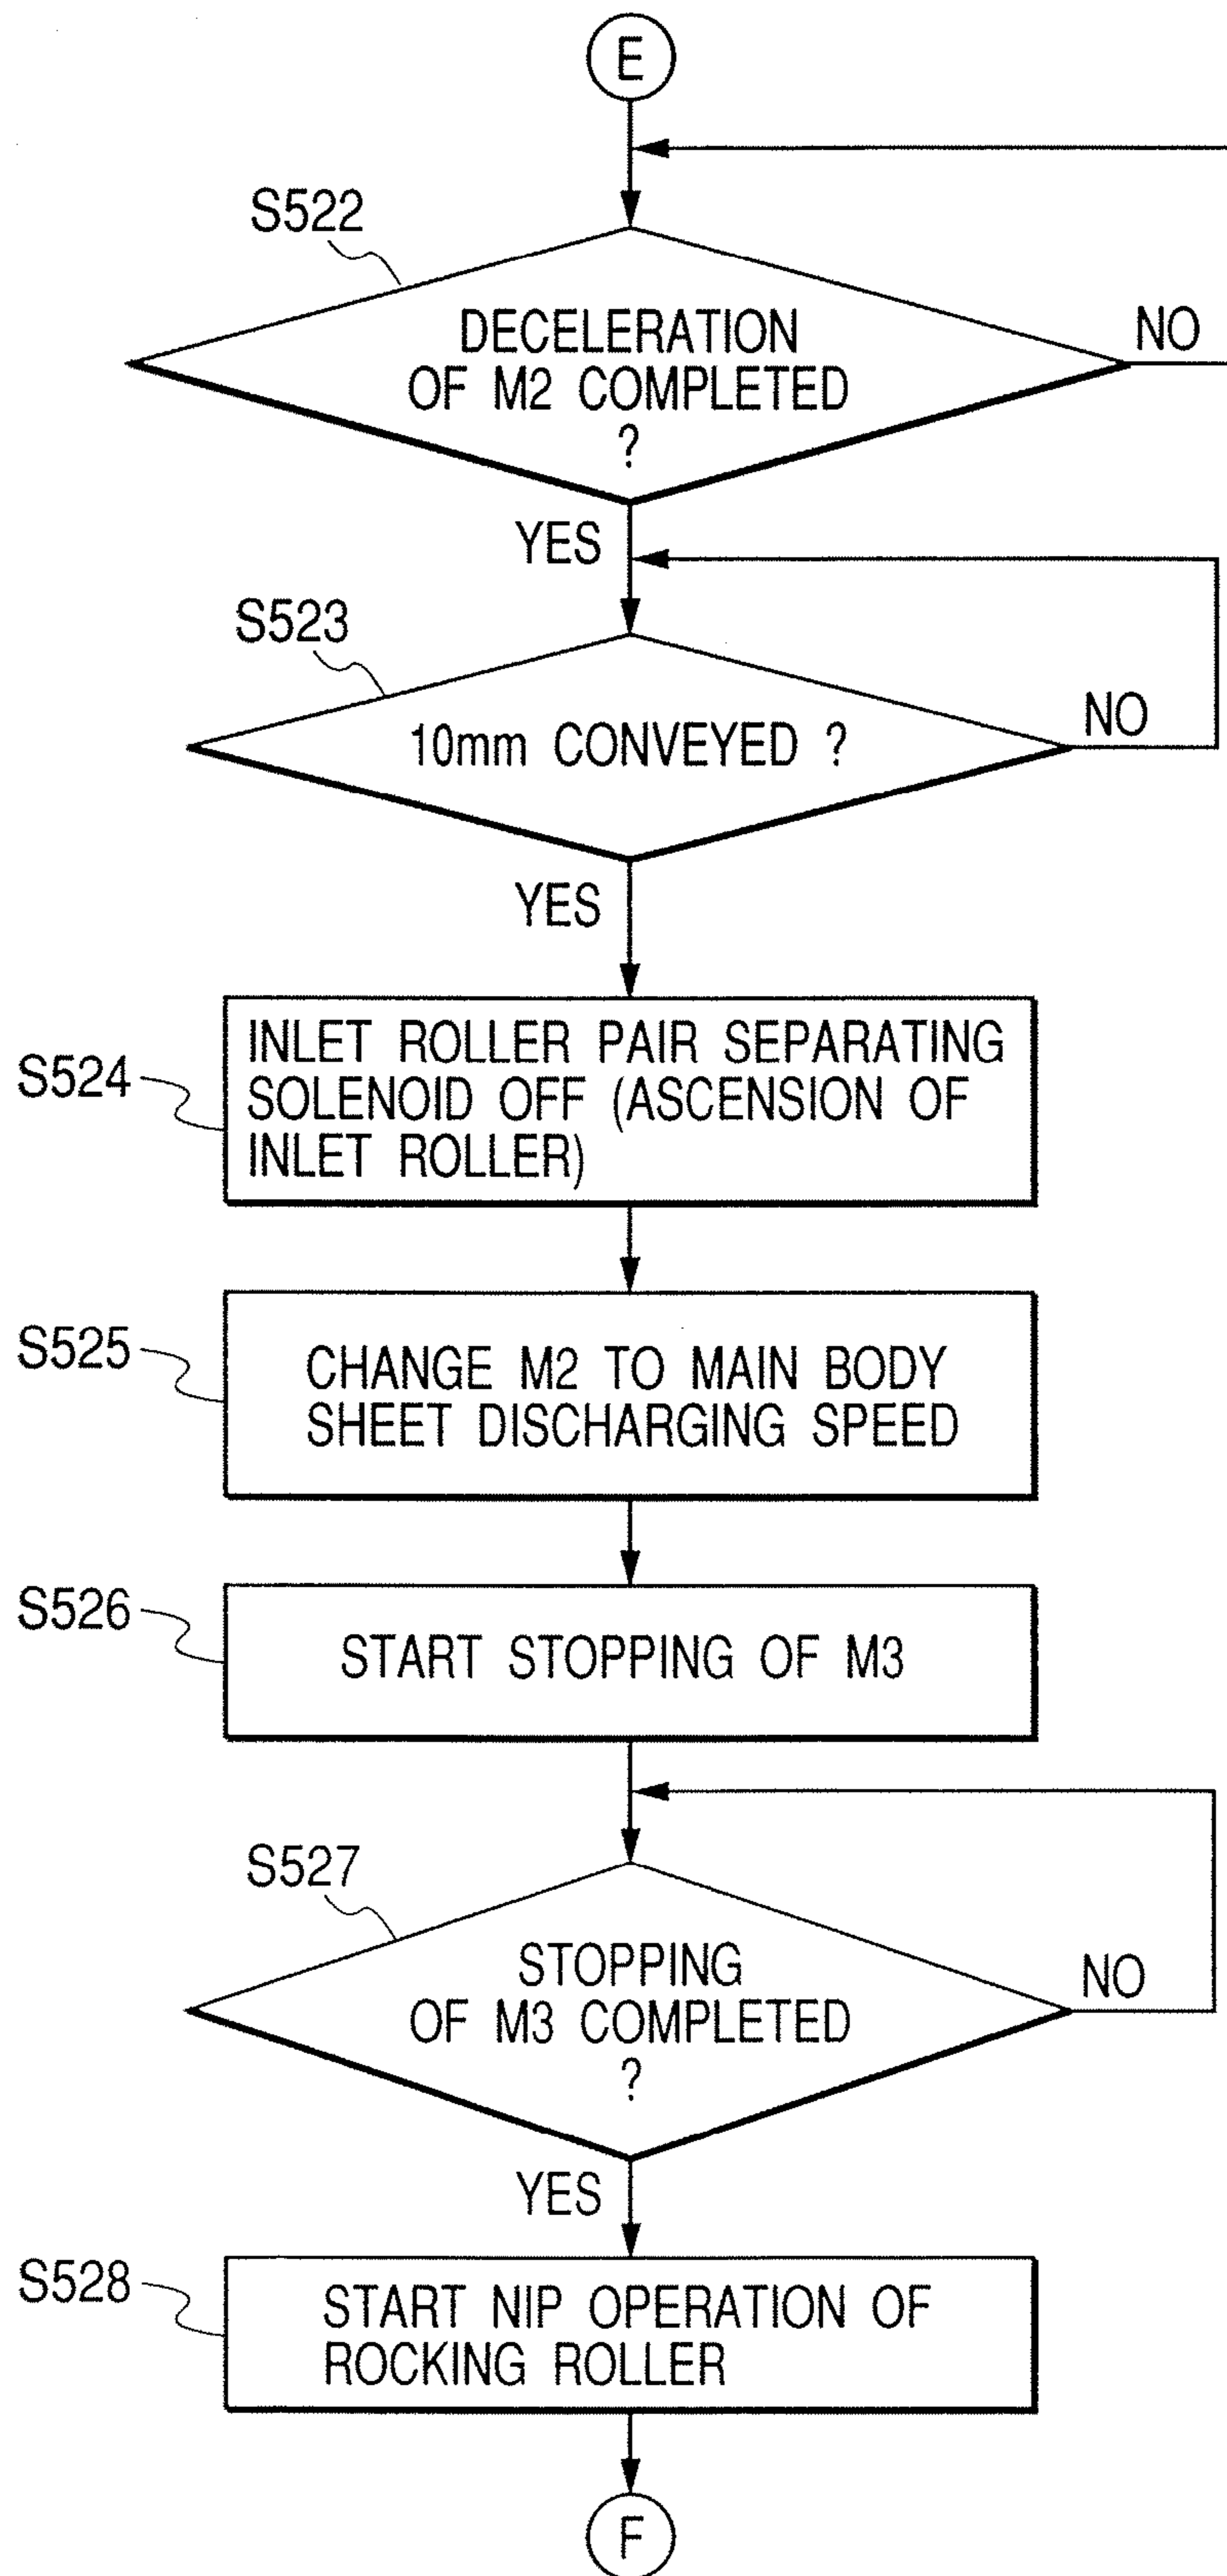 E
S522
DECELERATION
OF M2 COMPLETED
?
NO
YES
S523
10mm CONVEYED ?
NO
YES
S524
INLET ROLLER PAIR SEPARATING
SOLENOID OFF (ASCENSION OF
INLET ROLLER)
S525
CHANGE M2 TO MAIN BODY
SHEET DISCHARGING SPEED
S526
START STOPPING OF M3
S527
STOPPING
OF M3 COMPLETED
?
NO
YES
S528
START NIP OPERATION OF
ROCKING ROLLER
F